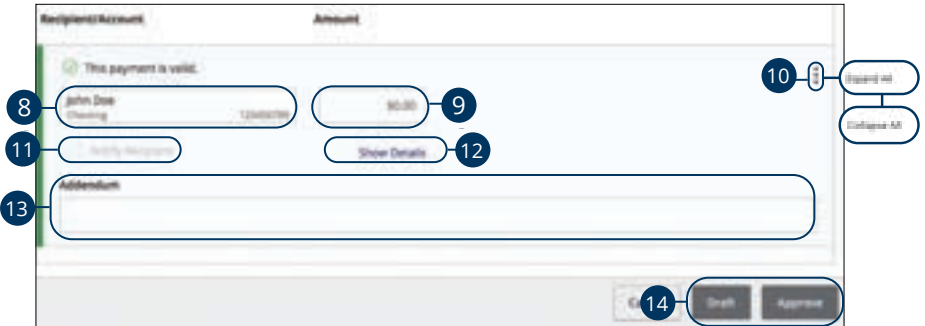 Recipient/Account Amount
This payment is valid.
10 Expand All
8 John Doe $0.00 9
Checking 123456789
Collapse All
11 Notify Recipient Show Details 12
Addendum
13
14 Draft Approve